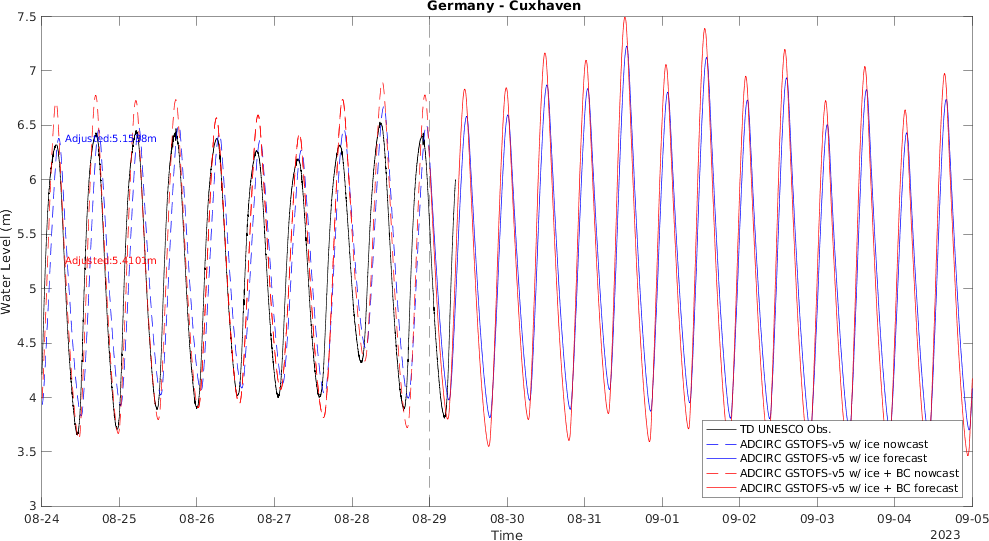 Germany - Cuxhaven
7.5
7
6.5
6
5.5
5
4.5
4
3.5
3
Water Level (m)
Adjusted:5.1598m
Adjusted:5.4101m
TD UNESCO Obs.
ADCIRC GSTOFS-v5 w/ ice nowcast
ADCIRC GSTOFS-v5 w/ ice forecast
ADCIRC GSTOFS-v5 w/ ice + BC nowcast
ADCIRC GSTOFS-v5 w/ ice + BC forecast
08-24 08-25 08-26 08-27 08-28 08-29 08-30 08-31 09-01 09-02 09-03 09-04 09-05
Time
2023